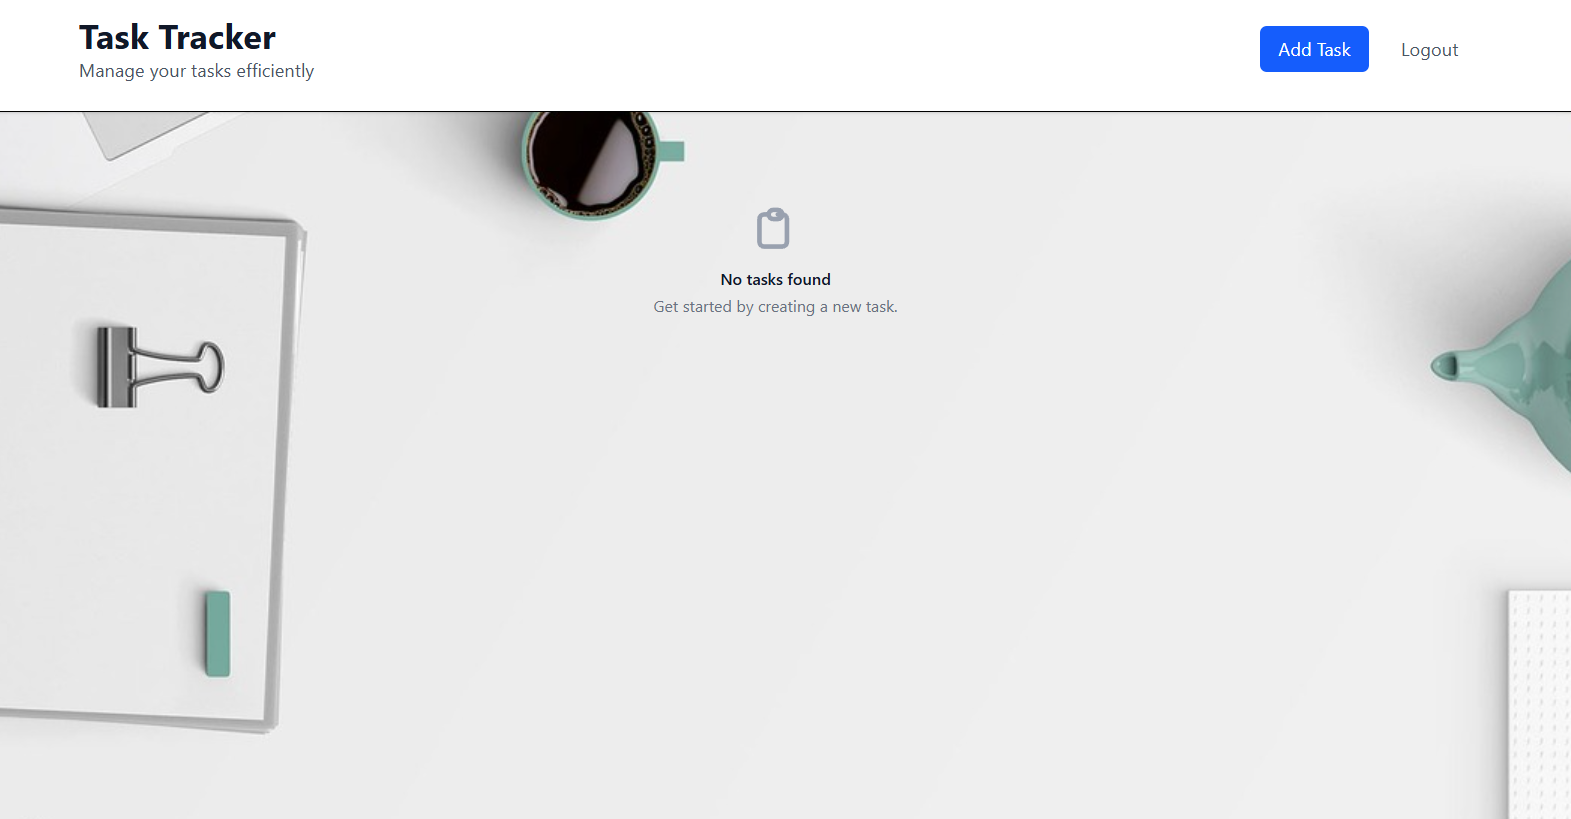 Task Tracker
Manage your tasks efficiently
Add Task
Logout
No tasks found
Get started by creating a new task.